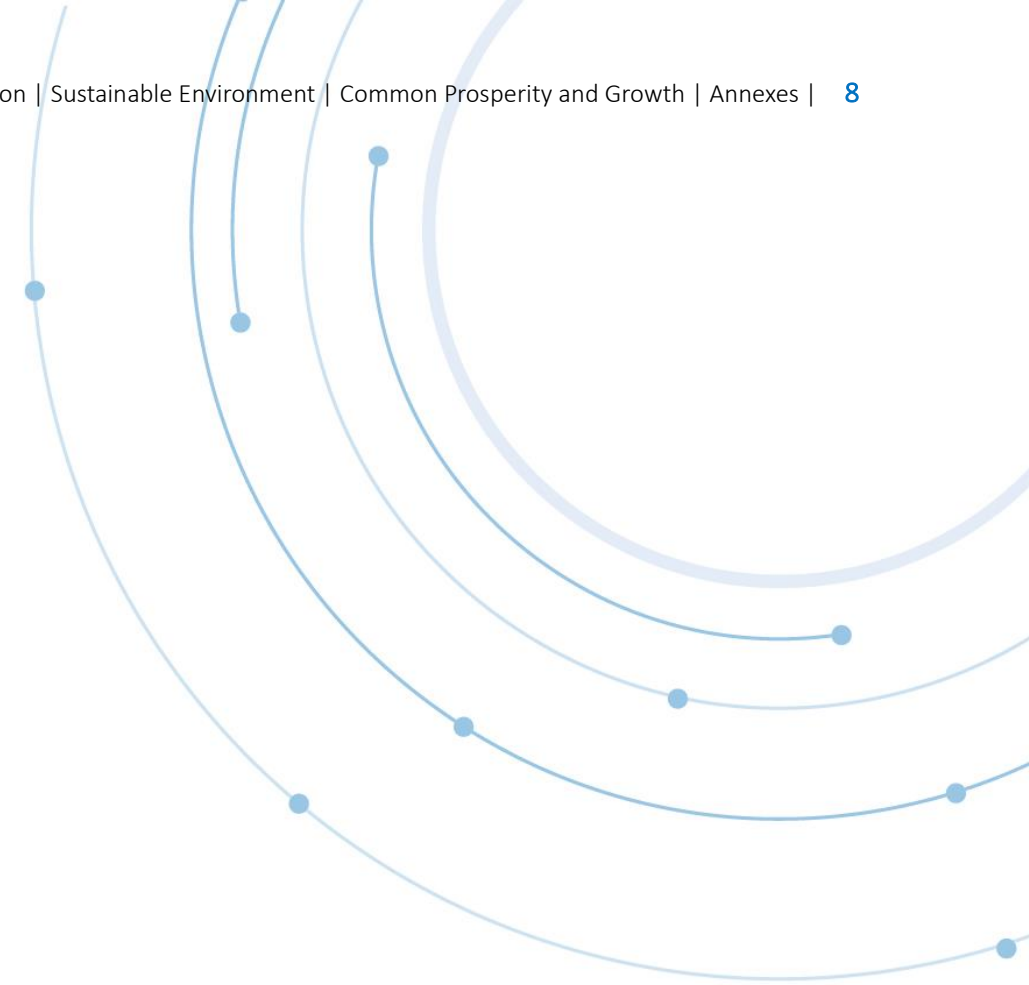 on | Sustainable Environment | Common Prosperity and Growth | Annexes | 8